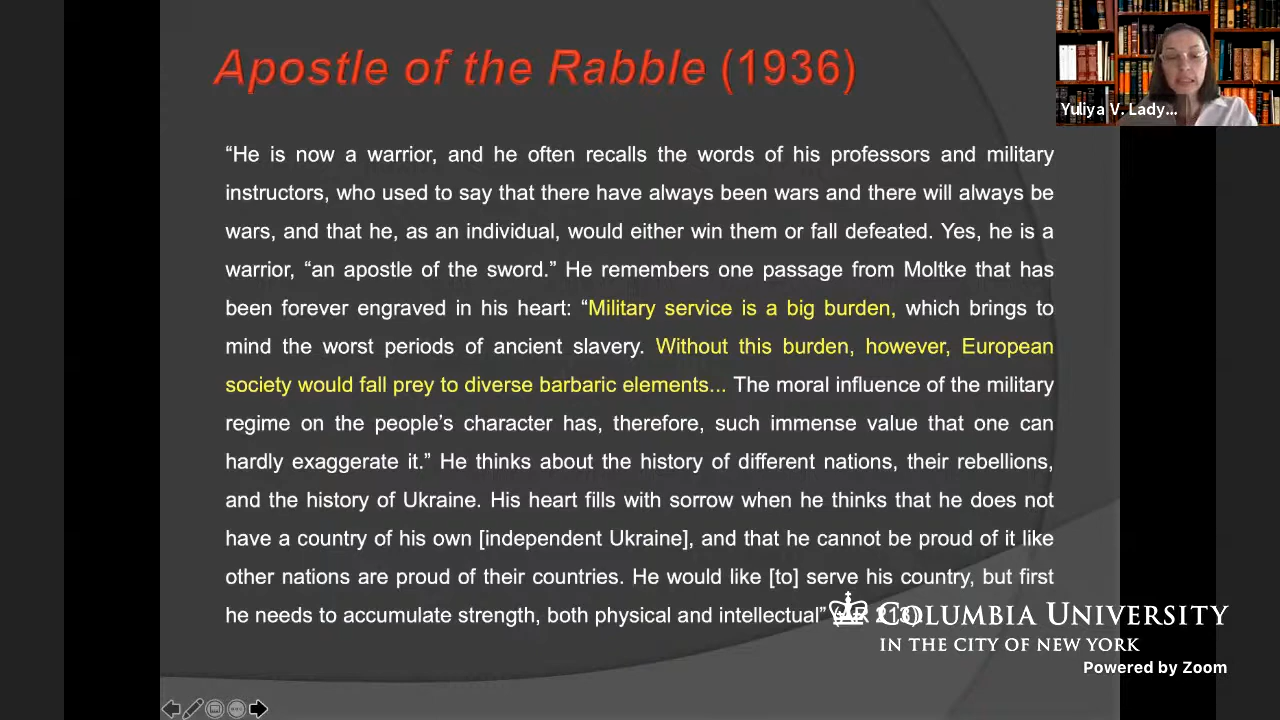 Apostle of the Rabble (1936)
Yuliya V. Lady...
“He is now a warrior, and he often recalls the words of his professors and military
instructors, who used to say that there have always been wars and there will always be
wars, and that he, as an individual, would either win them or fall defeated. Yes, he is a
warrior, “an apostle of the sword.” He remembers one passage from Moltke that has
been forever engraved in his heart: “Military service is a big burden, which brings to
mind the worst periods of ancient slavery. Without this burden, however, European
society would fall prey to diverse barbaric elements... The moral influence of the military
regime on the people’s character has, therefore, such immense value that one can
hardly exaggerate it.” He thinks about the history of different nations, their rebellions,
and the history of Ukraine. His heart fills with sorrow when he thinks that he does not
have a country of his own [independent Ukraine], and that he cannot be proud of it like
other nations are proud of their countries. He would like [to] serve his country, but first
he needs to accumulate strength, both physical and intellectual” 213).
COLUMBIA UNIVERSITY
IN THE CITY OF NEW YORK
Powered by Zoom